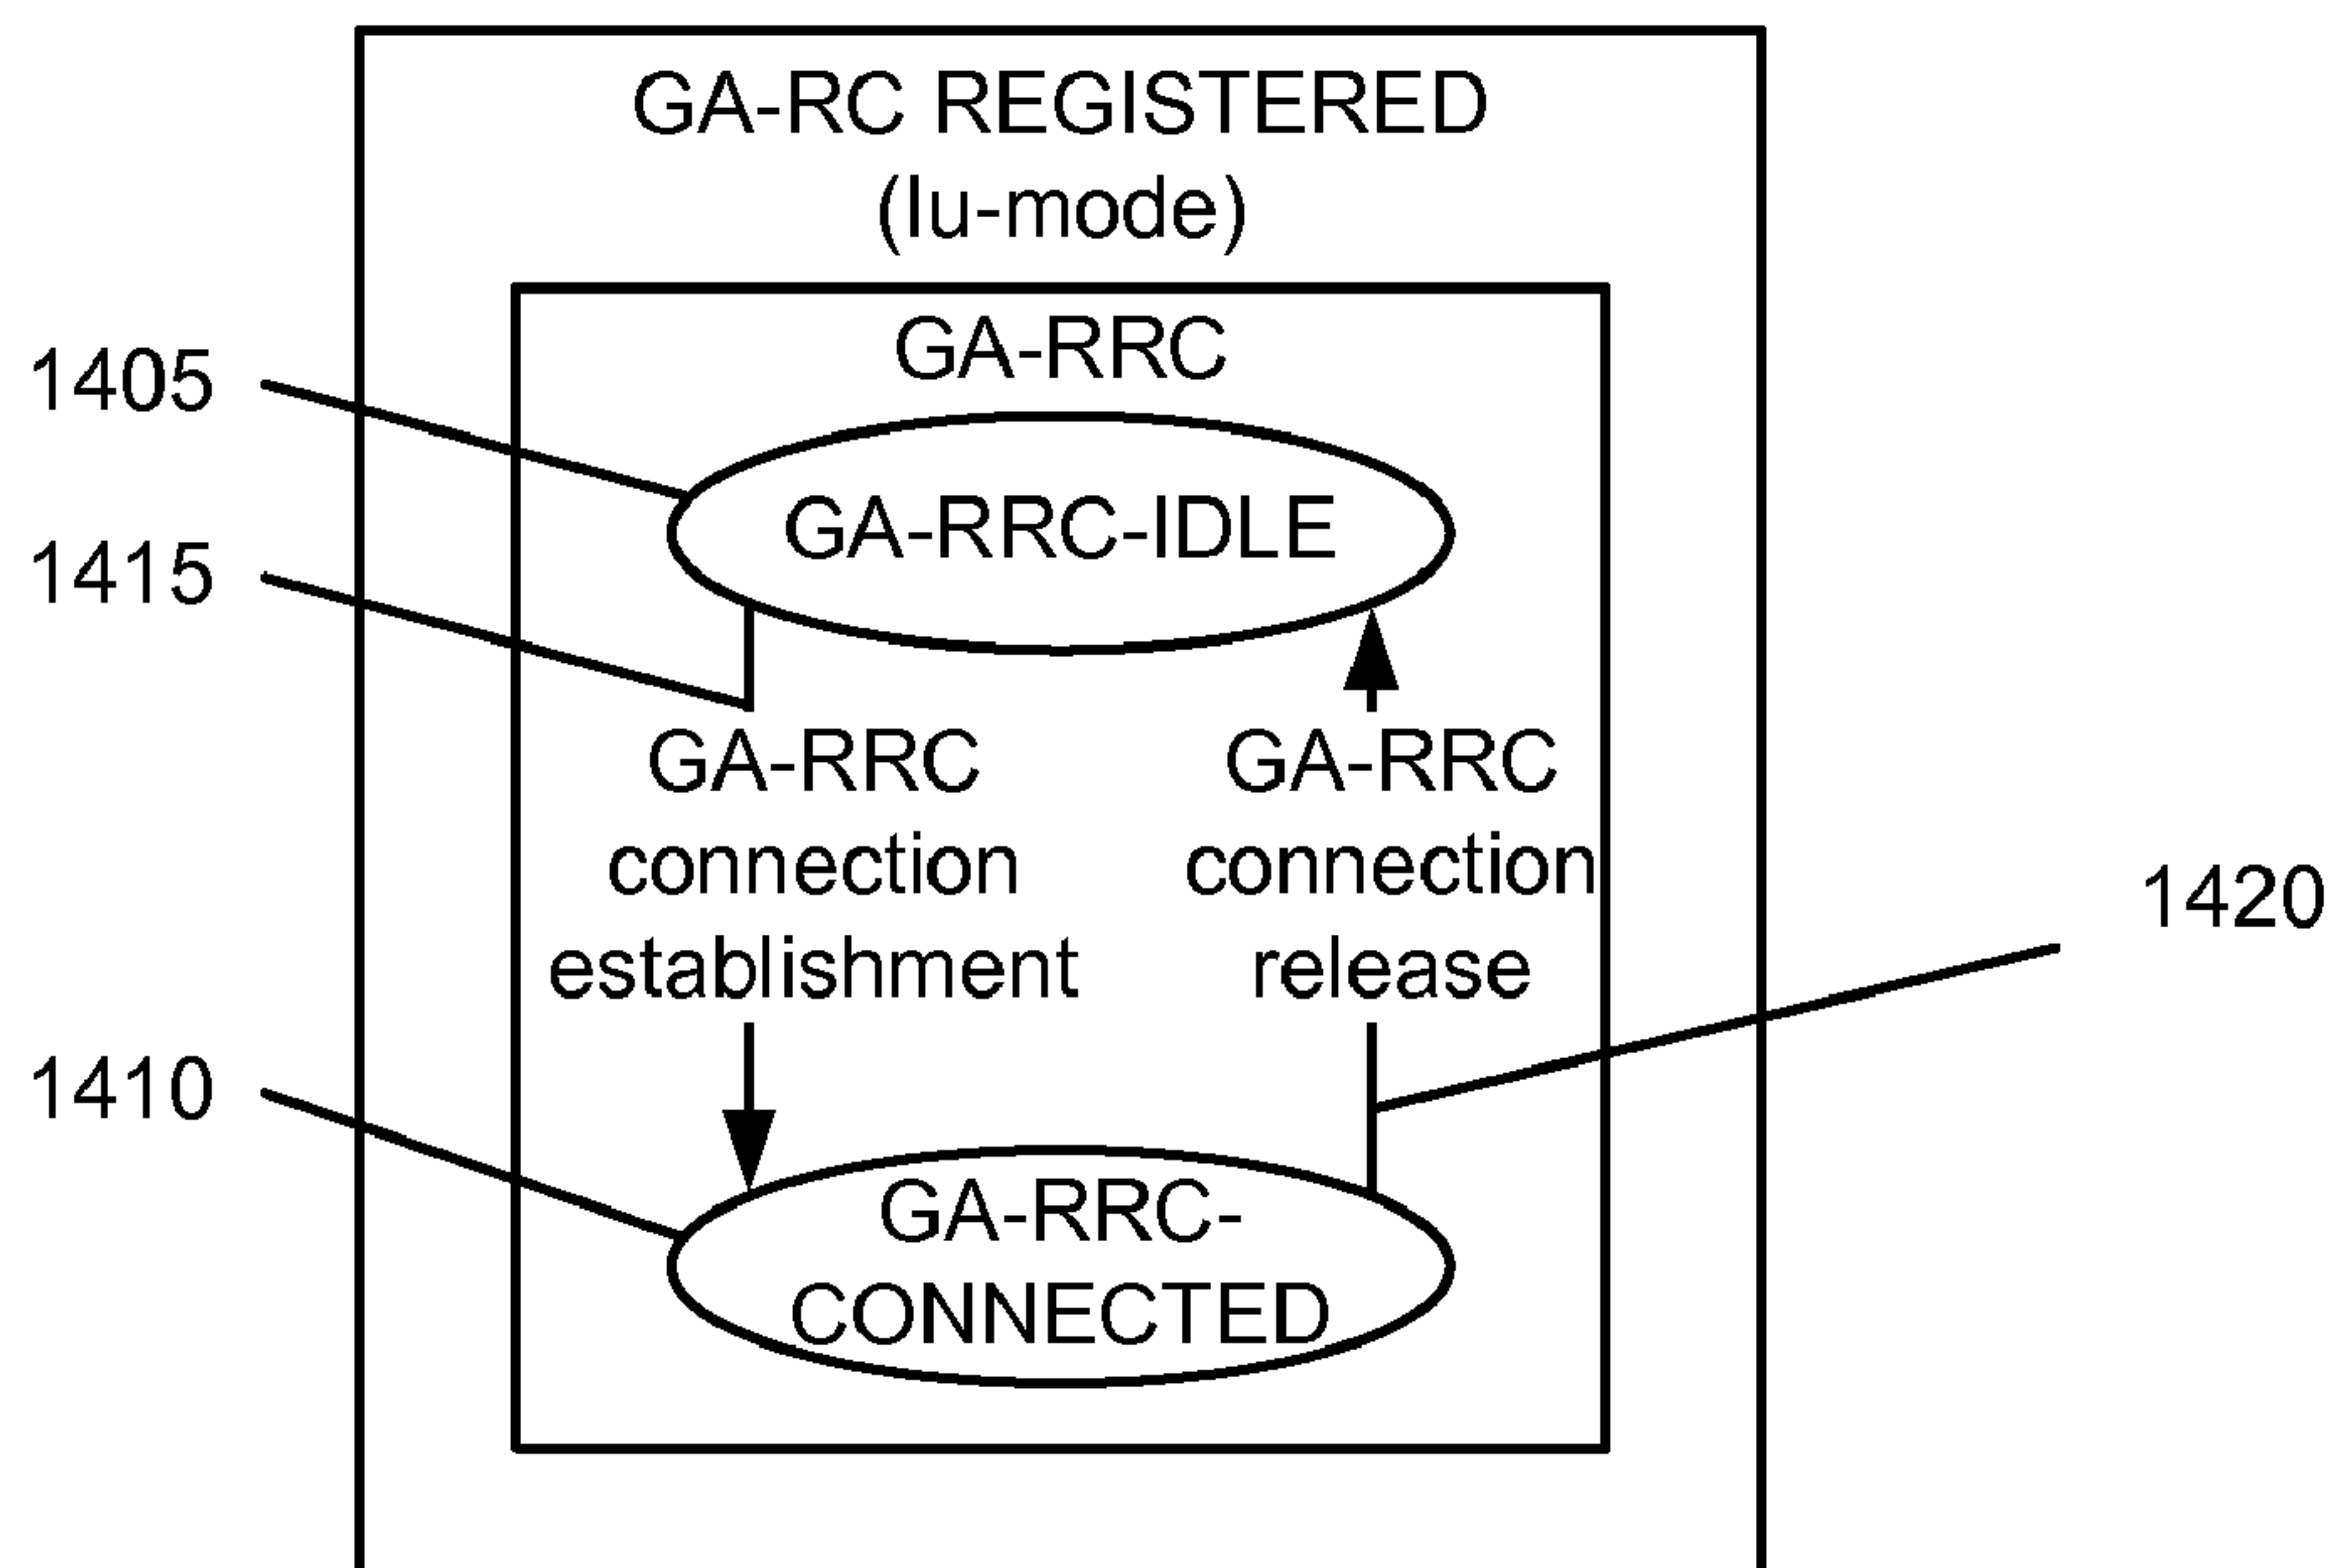 GA-RC REGISTERED
(Iu-mode)
GA-RRC
1405
GA-RRC-IDLE
1415
GA-RRC
connection
establishment
GA-RRC
connection
release
1420
1410
GA-RRC-
CONNECTED